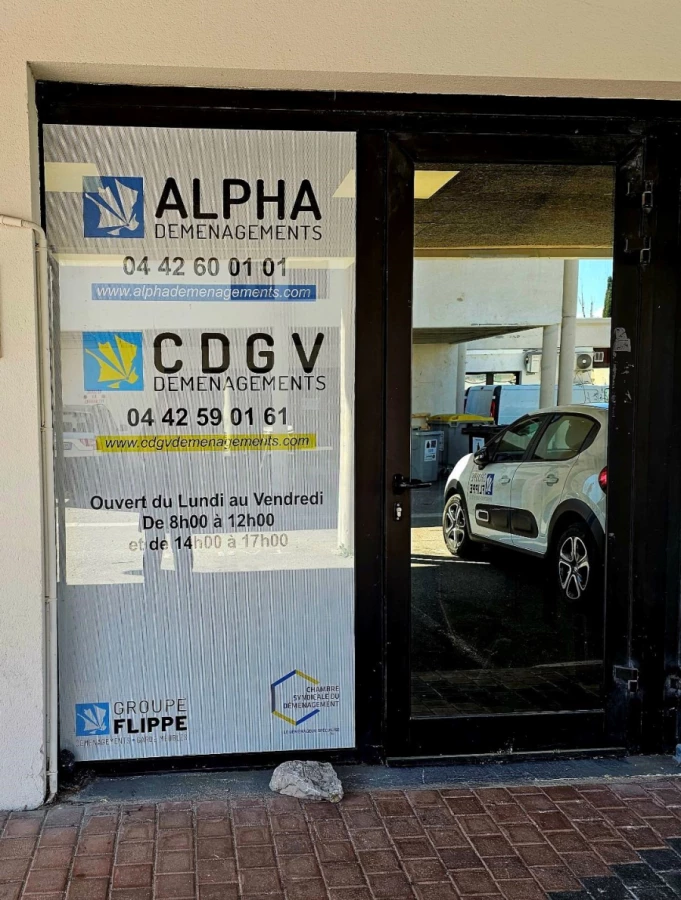 ALPHA
DEMENAGEMENTS
04 42 60 01 01
www.alphademenagements.com
CDGV
DEMENAGEMENTS
04 42 59 01 61
www.cdgvdemenagements.com
Ouvert du Lundi au Vendredi
De 8h00 à 12h00
et de 14h00 à 17h00
GROUPE
FLIPPE
CHAMBRE
SYNDICALE DU
DÉMÉNAGEMENT